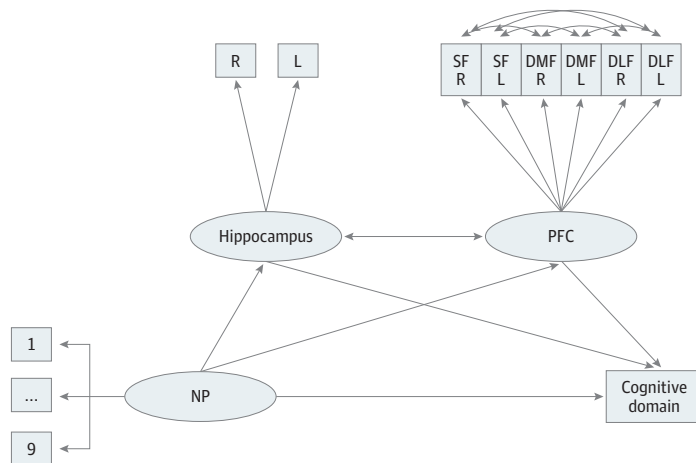 SF SF DMF DMF DLF DLF
R L R L R L
R L
Hippocampus PFC
1
... NP
9
Cognitive
domain